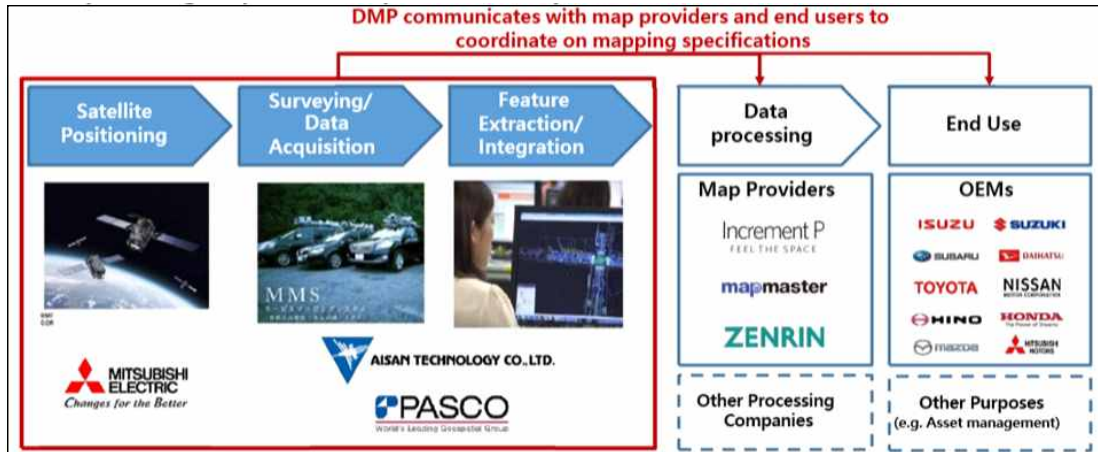 DMP communicates with map providers and end users to
coordinate on mapping specifications
Satellite
Positioning
Surveying/
Data
Acquisition
Feature
Extraction/
Integration
Data
processing
End Use
MMS
Map Providers
Increment P
FEEL THE SPACE
mapmaster
ZENRIN
OEMs
ISUZU
SUZUKI
SUBARU
DAIHATSU
TOYOTA
NISSAN
MOTOR CORPORATION
HINO
HONDA
The Power of Dreams
mazda
MITSUBISHI
MOTORS
MITSUBISHI
ELECTRIC
Changes for the Better
AISAN TECHNOLOGY CO.,LTD.
PASCO
World's Leading Geospatial Group
Other Processing
Companies
Other Purposes
(e.g. Asset management)